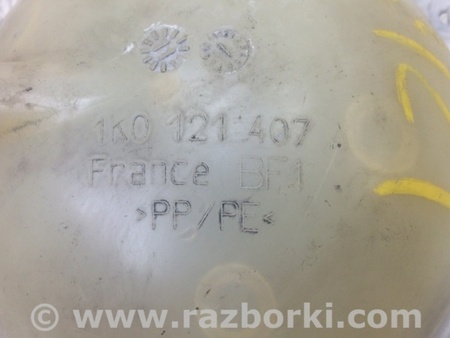 1K0 121 407
France BF1
>PP/PE<
© www.razborki.com